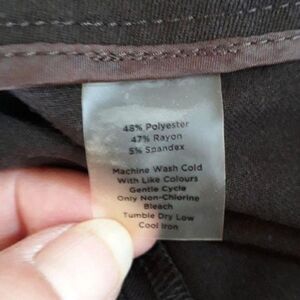 48% Polyester
47% Rayon
5% Spandex
Machine Wash Cold
With Like Colours
Gentle Cycle
Only Non-Chlorine
Bleach
Tumble Dry Low
Cool Iron